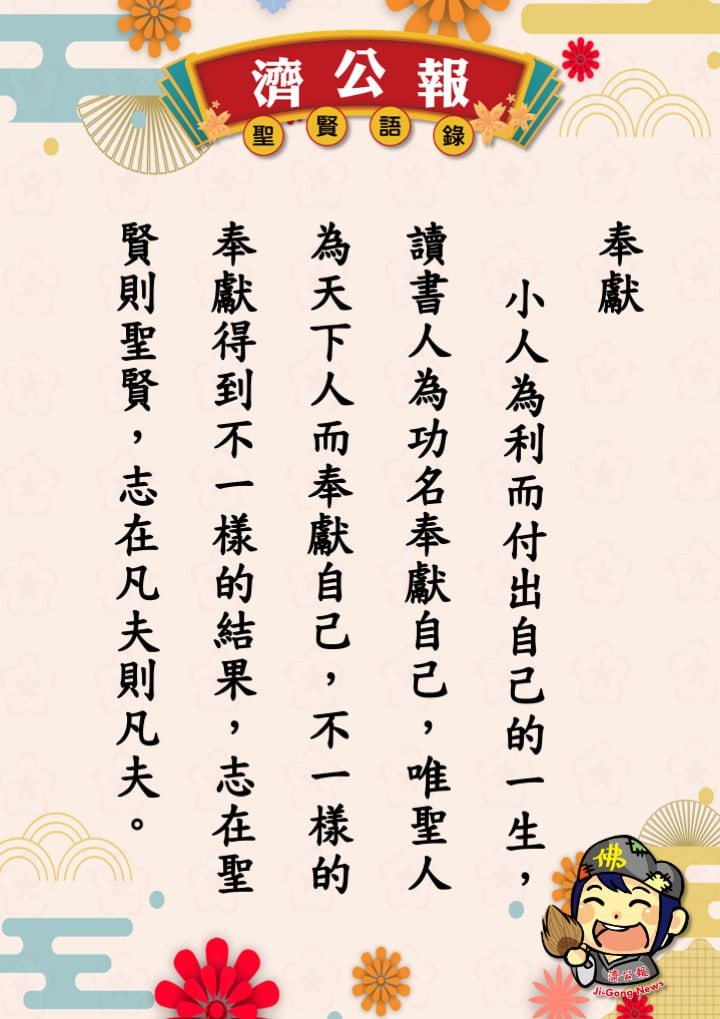 濟公報
聖賢語錄
奉獻
小人為利而付出自己的一生，
讀書人為功名奉獻自己，唯聖人
為天下人而奉獻自己，不一樣的
奉獻得到不一樣的結果，志在聖
賢則聖賢，志在凡夫則凡夫。
佛
濟公報
Ji-Gong News